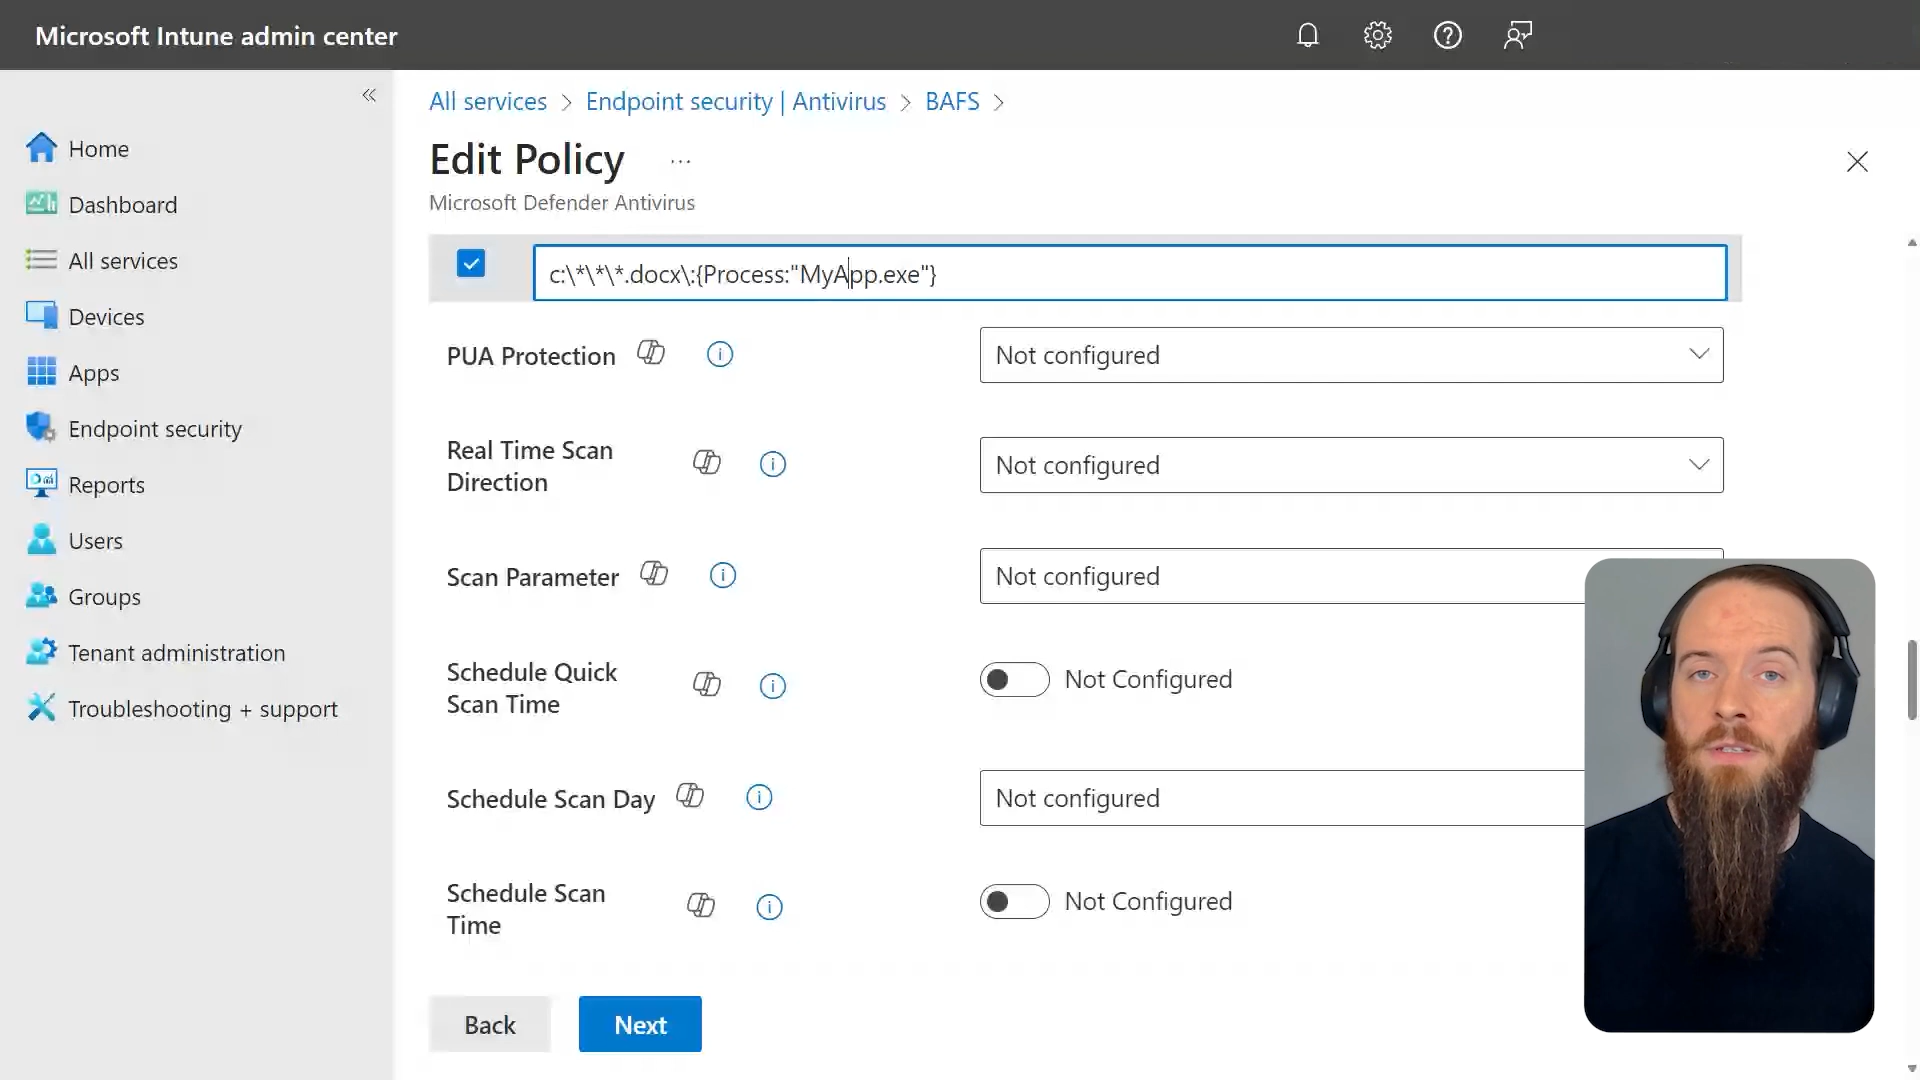 Microsoft Intune admin center
All services > Endpoint security | Antivirus > BAFS >
Home
Dashboard
All services
Devices
Apps
Endpoint security
Reports
Users
Groups
Tenant administration
Troubleshooting + support
Edit Policy ...
Microsoft Defender Antivirus
c:\*\*\*.docx\:{Process:"MyApp.exe"}
PUA Protection
Not configured
Real Time Scan
Direction
Not configured
Scan Parameter
Not configured
Schedule Quick
Scan Time
Not Configured
Schedule Scan Day
Not configured
Schedule Scan
Time
Not Configured
Back
Next